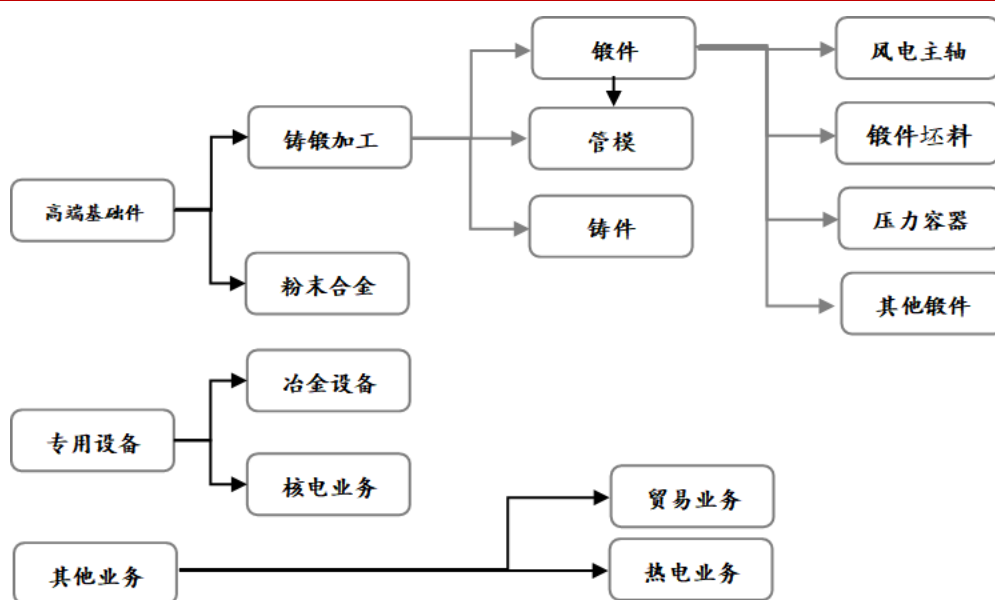 锻件
风电主轴
铸锻加工
管模
锻件坯料
高端基础件
铸件
压力容器
粉末合金
其他锻件
冶金设备
专用设备
核电业务
贸易业务
其他业务
热电业务